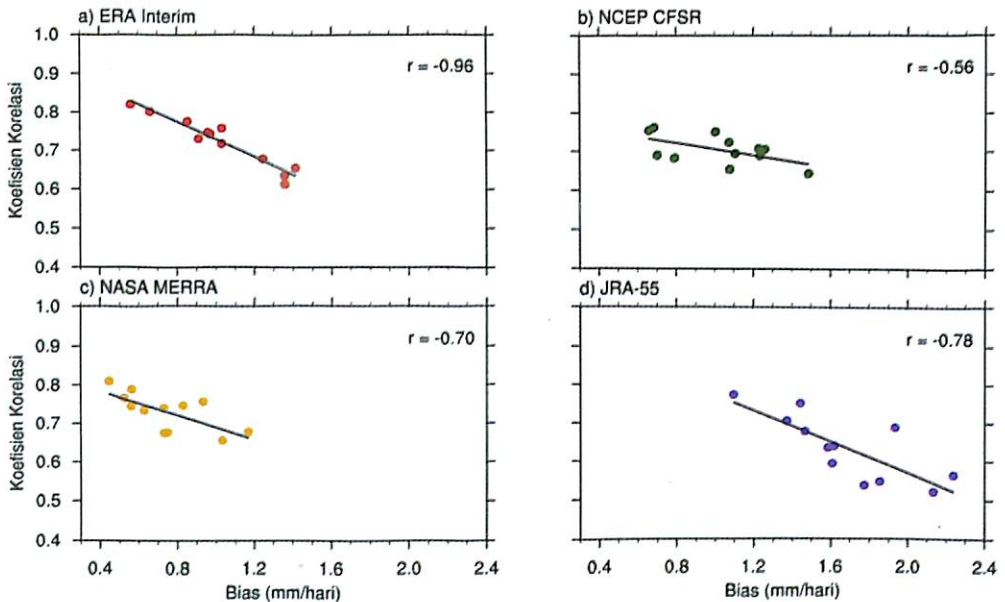 a) ERA Interim
b) NCEP CFSR
1.0
0.9
0.8
0.7
0.6
0.5
0.4
Koefisien Korelasi
r = -0.96
r = -0.56
c) NASA MERRA
d) JRA-55
1.0
0.9
0.8
0.7
0.6
0.5
0.4
Koefisien Korelasi
r = -0.70
r = -0.78
0.4 0.8 1.2 1.6 2.0 2.4
0.4 0.8 1.2 1.6 2.0 2.4
Bias (mm/hari)
Bias (mm/hari)